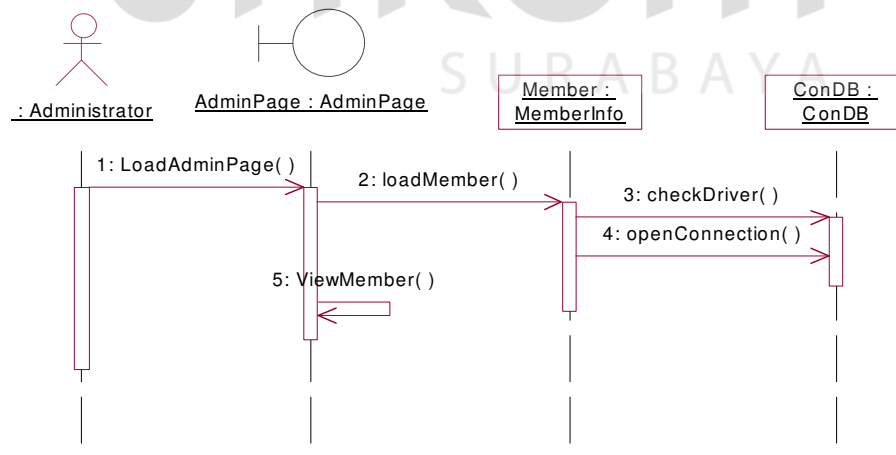 SURABAYA
: Administrator
AdminPage : AdminPage
Member :
MemberInfo
ConDB :
ConDB
1: LoadAdminPage( )
2: loadMember( )
3: checkDriver( )
4: openConnection( )
5: ViewMember( )